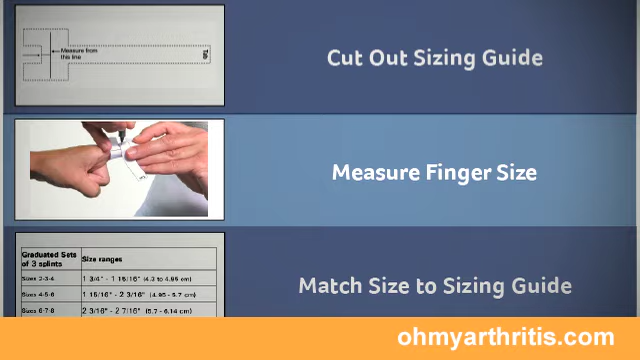 Measure from
this line
Tab
Cut Out Sizing Guide
Measure Finger Size
Graduated Sets
of 3 splints
Size ranges
Sizes 2-3-4
1 3/4" - 1 15/16" (4.2 to 4.95 cm)
Sizes 4-5-6
1 15/16" - 2 3/16" (4.95 - 5.7 cm)
Sizes 6-7-8
2 3/16" - 2 7/16" (5.7 - 6.14 cm)
Match Size to Sizing Guide
ohmyarthritis.com